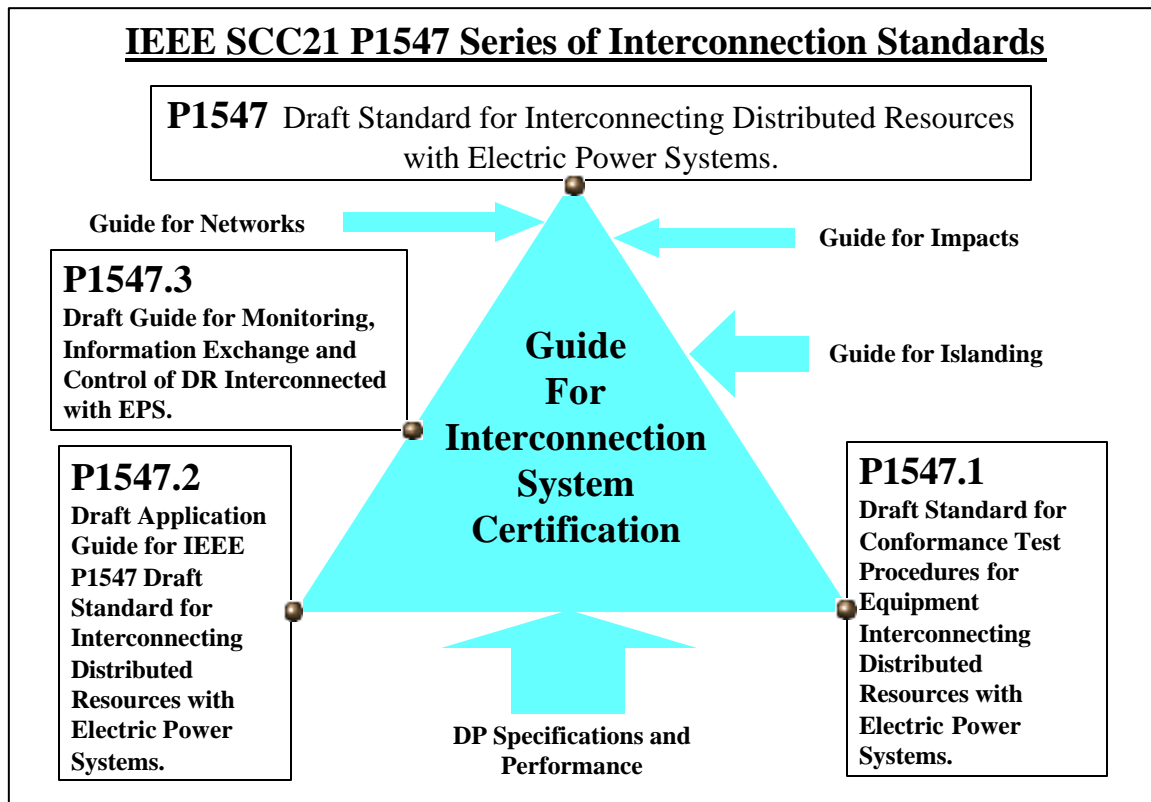 IEEE SCC21 P1547 Series of Interconnection Standards
P1547 Draft Standard for Interconnecting Distributed Resources
with Electric Power Systems.
Guide for Networks
Guide for Impacts
P1547.3
Draft Guide for Monitoring,
Information Exchange and
Control of DR Interconnected
with EPS.
Guide for Islanding
Guide
For
Interconnection
System
Certification
P1547.2
Draft Application
Guide for IEEE
P1547 Draft
Standard for
Interconnecting
Distributed
Resources with
Electric Power
Systems.
P1547.1
Draft Standard for
Conformance Test
Procedures for
Equipment
Interconnecting
Distributed
Resources with
Electric Power
Systems.
DP Specifications and
Performance